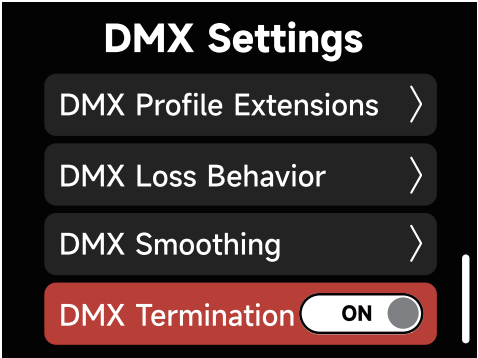 DMX Settings
DMX Profile Extensions
DMX Loss Behavior
DMX Smoothing
DMX Termination ON